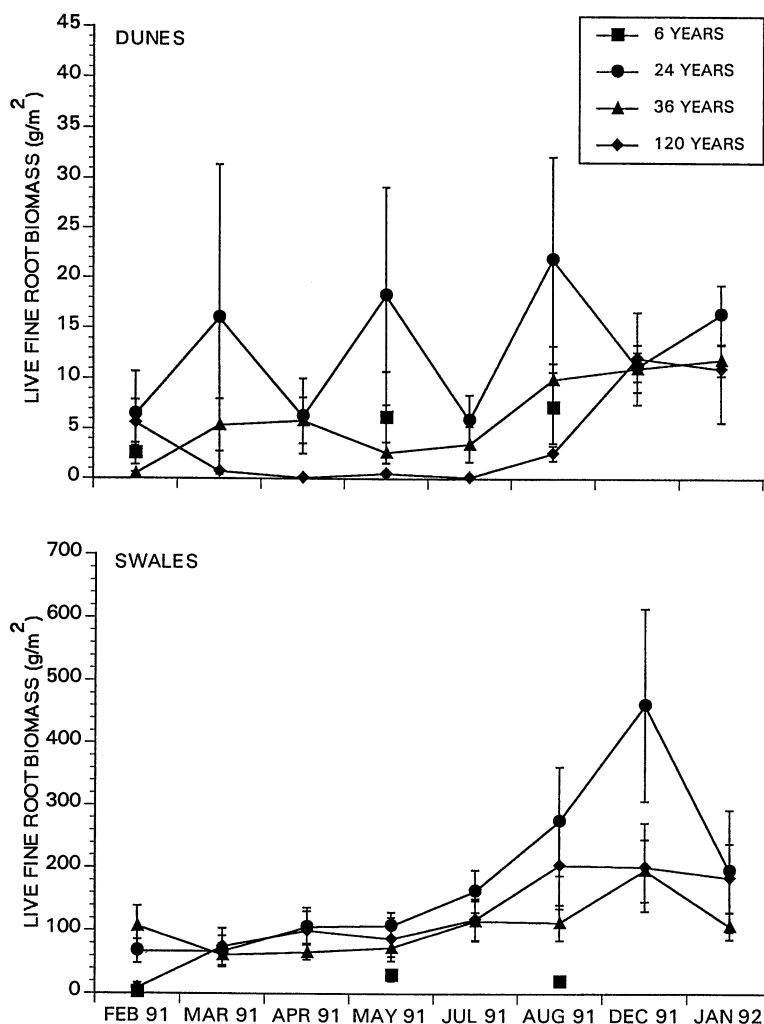 DUNES
6 YEARS
24 YEARS
36 YEARS
120 YEARS
LIVE FINE ROOT BIOMASS (g/m²)
45
40
35
30
25
20
15
10
5
0
SWALES
LIVE FINE ROOT BIOMASS (g/m²)
700
600
500
400
300
200
100
0
FEB 91 MAR 91 APR 91 MAY 91 JUL 91 AUG 91 DEC 91 JAN 92